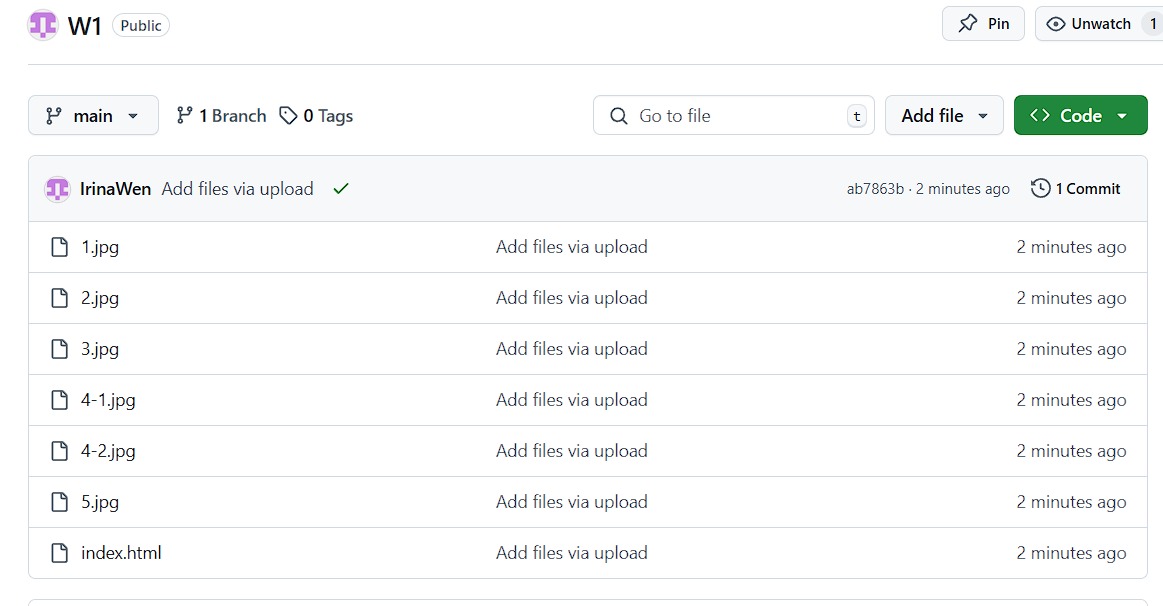 W1 Public Pin Unwatch 1
main 1 Branch 0 Tags Go to file t Add file Code
IrinaWen Add files via upload ab7863b · 2 minutes ago 1 Commit
1.jpg Add files via upload 2 minutes ago
2.jpg Add files via upload 2 minutes ago
3.jpg Add files via upload 2 minutes ago
4-1.jpg Add files via upload 2 minutes ago
4-2.jpg Add files via upload 2 minutes ago
5.jpg Add files via upload 2 minutes ago
index.html Add files via upload 2 minutes ago